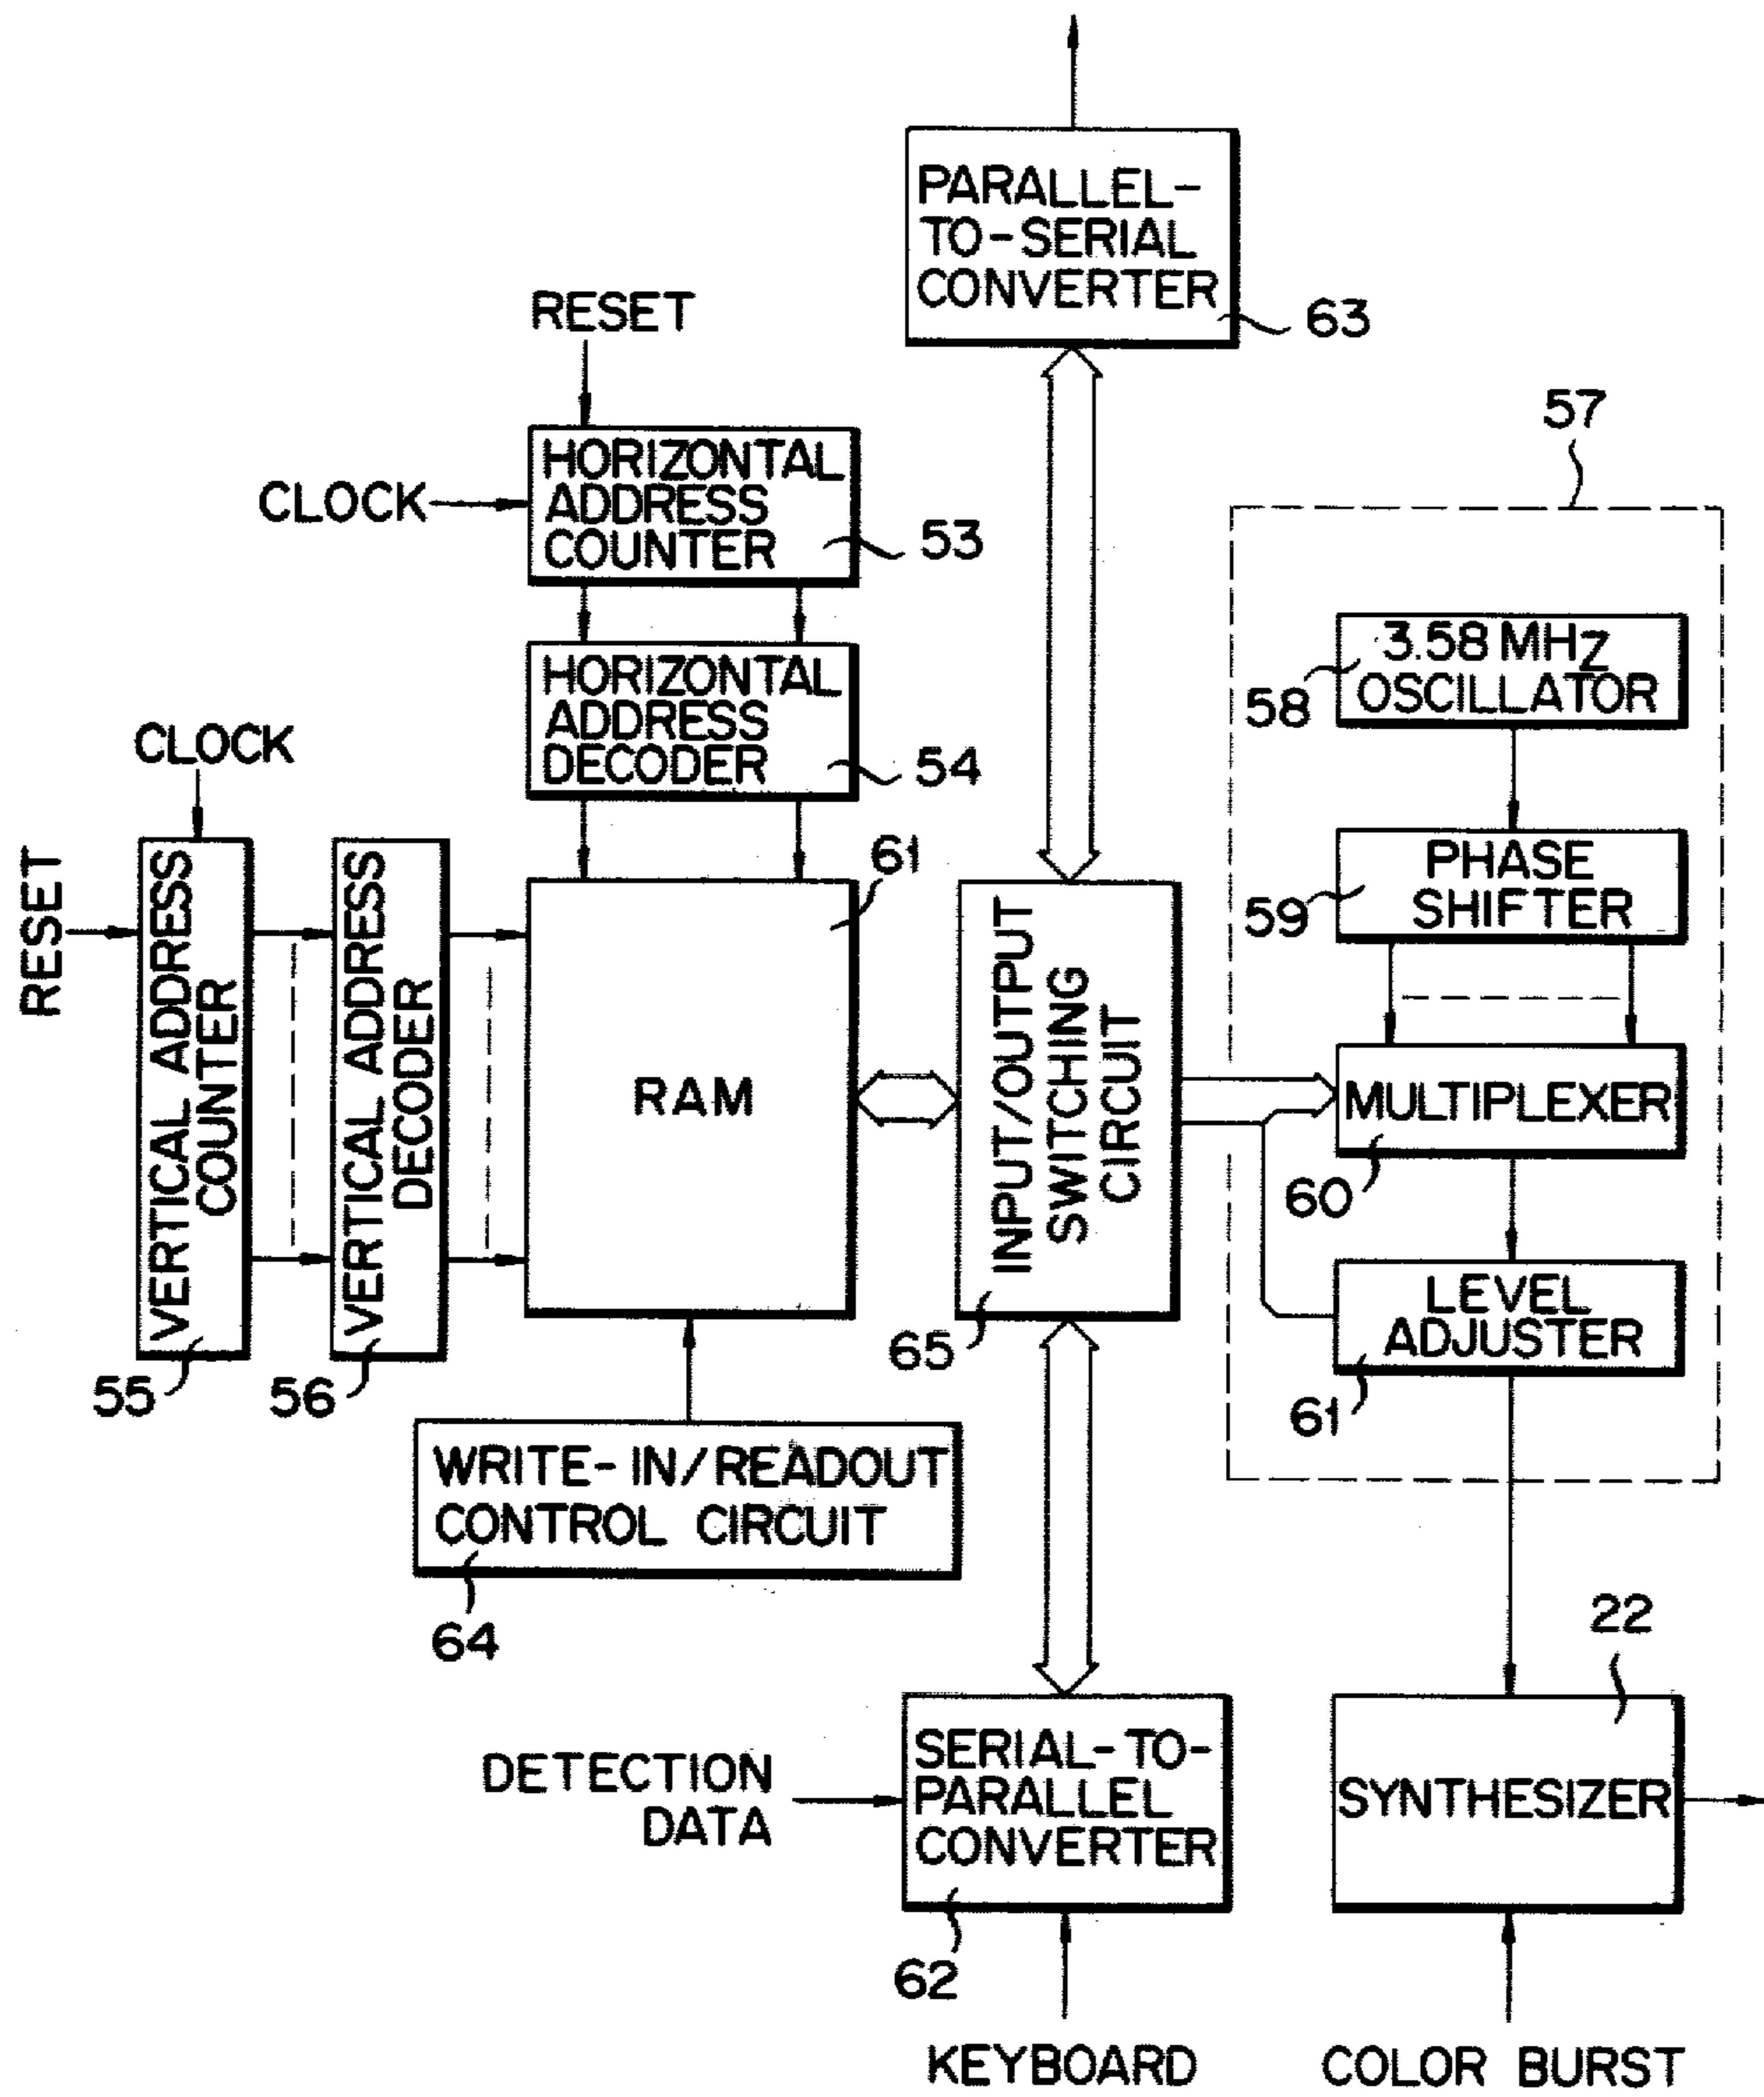 PARALLEL-
TO-SERIAL
CONVERTER
63
RESET
CLOCK
HORIZONTAL
ADDRESS
COUNTER
53
57
HORIZONTAL
ADDRESS
DECODER
54
3.58 MHz
OSCILLATOR
58
CLOCK
RESET
VERTICAL ADDRESS
COUNTER
55
VERTICAL ADDRESS
DECODER
56
61
RAM
INPUT/OUTPUT
SWITCHING
CIRCUIT
65
PHASE
SHIFTER
59
MULTIPLEXER
60
LEVEL
ADJUSTER
61
WRITE-IN/READOUT
CONTROL CIRCUIT
64
22
DETECTION
DATA
SERIAL-TO-
PARALLEL
CONVERTER
62
SYNTHESIZER
KEYBOARD
COLOR BURST